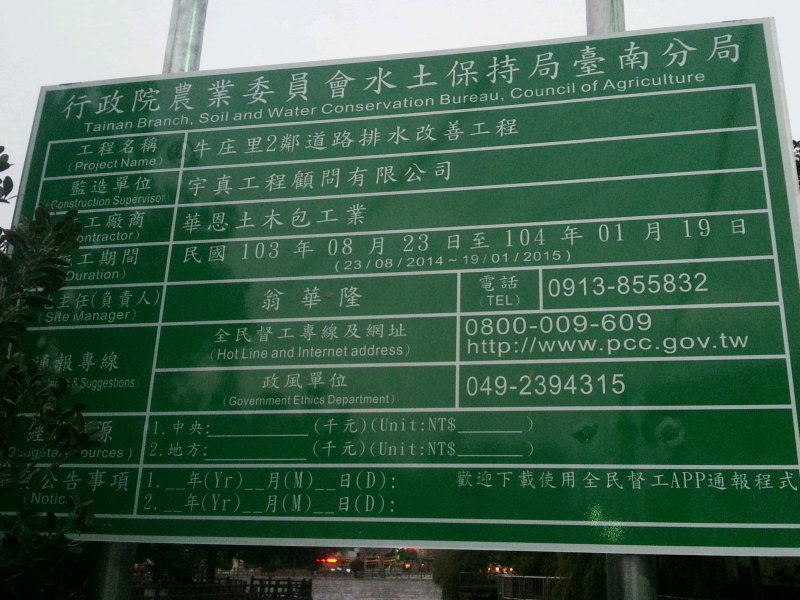 行政院農業委員會水土保持局臺南分局
Tainan Branch, Soil and Water Conservation Bureau, Council of Agriculture
工程名稱 牛庄里2鄰道路排水改善工程
(Project Name)
監造單位 宇真工程顧問有限公司
Construction Supervisor
工廠商 華恩土木包工業
ontractor)
工期間 民國 103 年 08 月 23 日至 104 年 01 月 19 日
Duration) (23/08/2014~19/01/2015)
主任(負責人) 翁華隆 電話 0913-855832
(Site Manager) (TEL)
通報專線 全民督工專線及網址 0800-009-609
(Hot Line and Internet address) http://www.pcc.gov.tw
& Suggestions
政風單位 049-2394315
(Government Ethics Department)
經 源 1.中央:__________(千元)(Unit:NT$______)
Sources) 2.地方:__________(千元)(Unit:NT$______)
公告事項 1.__年(Yr)__月(M)__日(D): 歡迎下載使用全民督工APP通報程式
(Notice 2.__年(Yr)__月(M)__日(D):